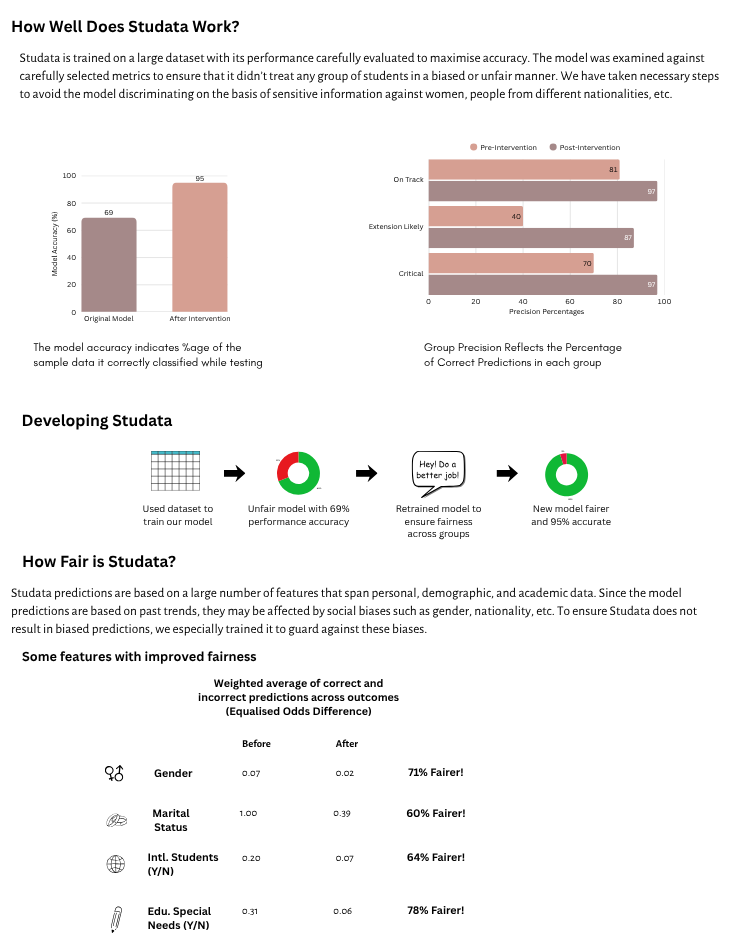 How Well Does Studata Work?
Studata is trained on a large dataset with its performance carefully evaluated to maximise accuracy. The model was examined against
carefully selected metrics to ensure that it didn't treat any group of students in a biased or unfair manner. We have taken necessary steps
to avoid the model discriminating on the basis of sensitive information against women, people from different nationalities, etc.
Model Accuracy (%)
100
80
60
40
20
0
69
95
Original Model
After Intervention
The model accuracy indicates %age of the
sample data it correctly classified while testing
Pre-Intervention
Post-Intervention
On Track
81
97
Extension Likely
40
87
Critical
70
97
0
20
40
60
80
100
Precision Percentages
Group Precision Reflects the Percentage
of Correct Predictions in each group
Developing Studata
Used dataset to
train our model
Unfair model with 69%
performance accuracy
Hey! Do a
better job!
Retrained model to
ensure fairness
across groups
New model fairer
and 95% accurate
How Fair is Studata?
Studata predictions are based on a large number of features that span personal, demographic, and academic data. Since the model
predictions are based on past trends, they may be affected by social biases such as gender, nationality, etc. To ensure Studata does not
result in biased predictions, we especially trained it to guard against these biases.
Some features with improved fairness
Weighted average of correct and
incorrect predictions across outcomes
(Equalised Odds Difference)
Before After
Gender 0.07 0.02 71% Fairer!
Marital
Status
1.00 0.39 60% Fairer!
Intl. Students
(Y/N)
0.20 0.07 64% Fairer!
Edu. Special
Needs (Y/N)
0.31 0.06 78% Fairer!